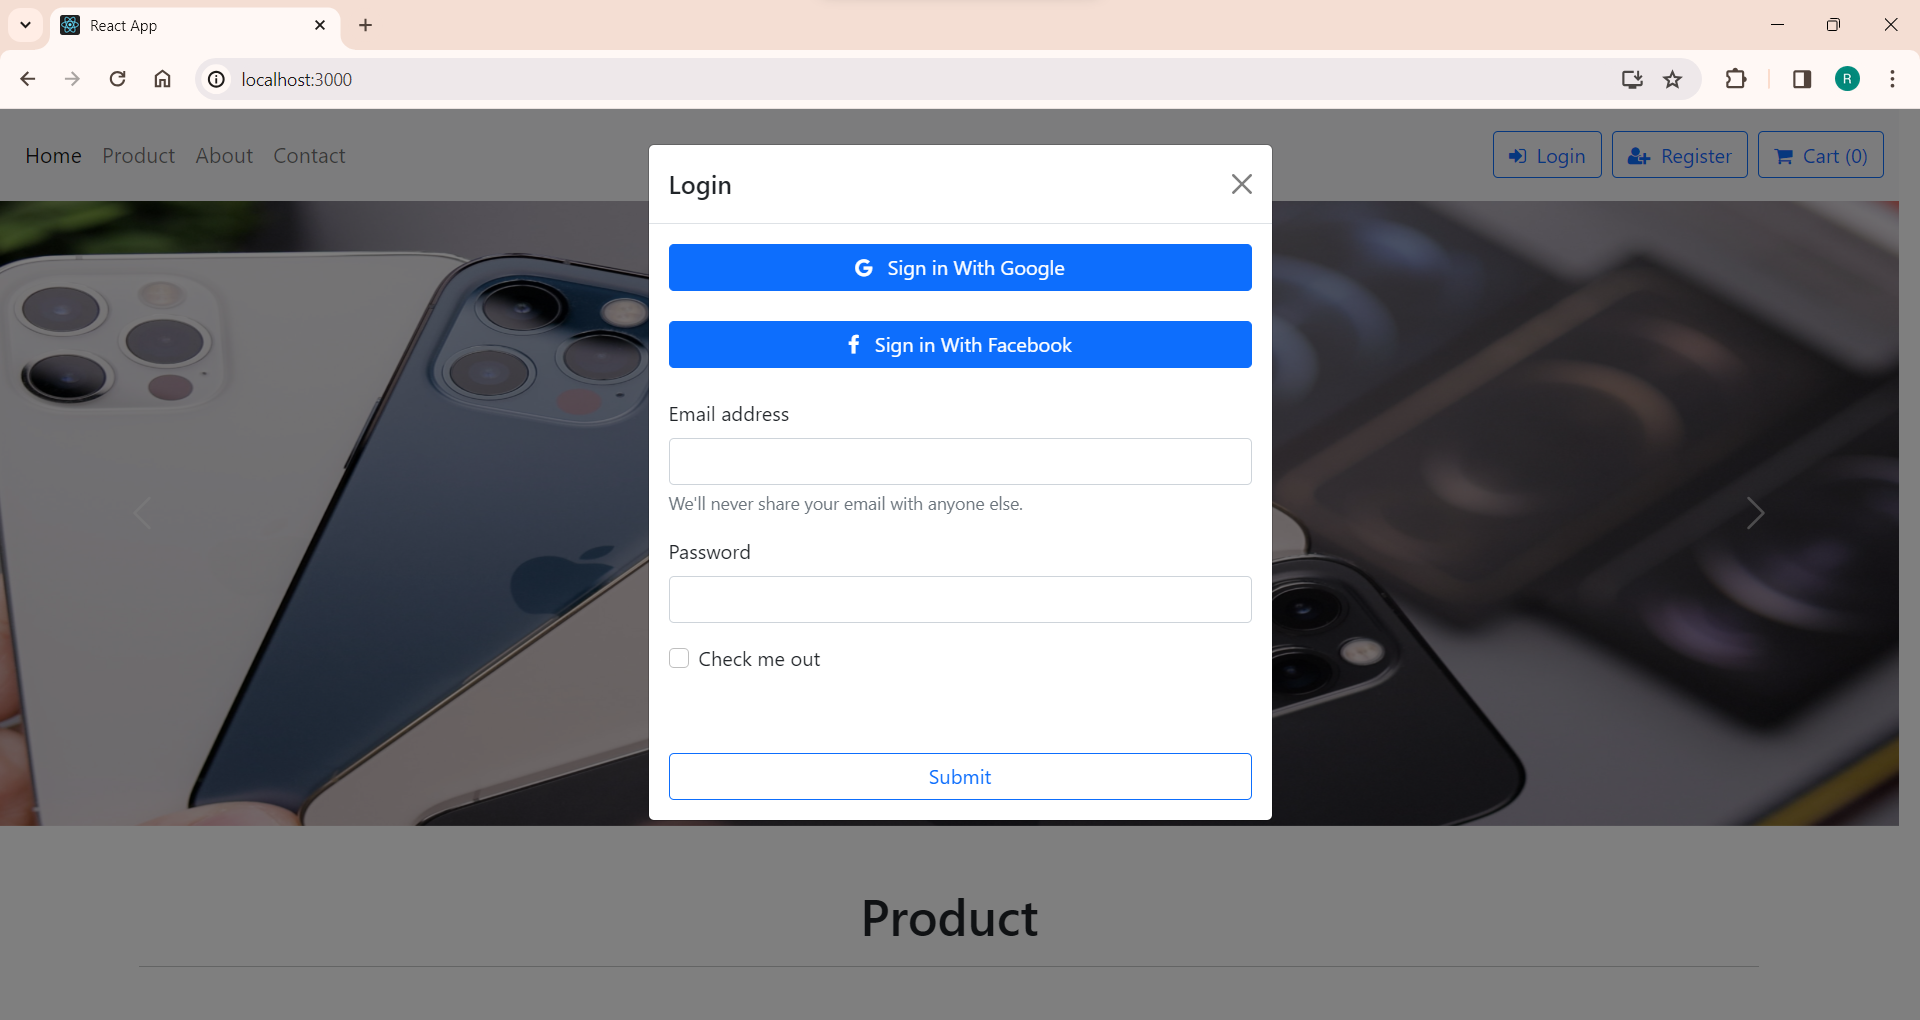 React App
localhost:3000
R
Home Product About Contact
Login Register Cart (0)
Login
Sign in With Google
Sign in With Facebook
Email address
We'll never share your email with anyone else.
Password
Check me out
Submit
Product